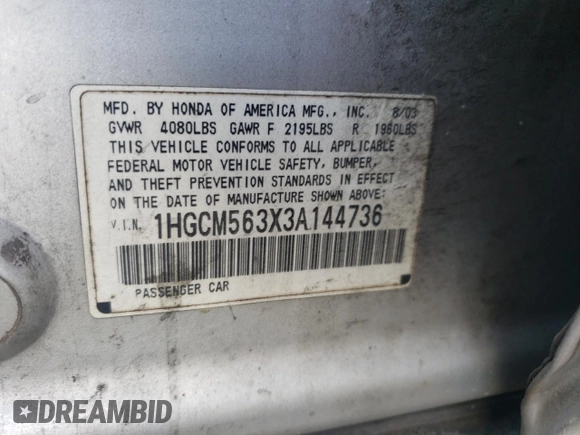 MFD. BY HONDA OF AMERICA MFG., INC. 8/03
GVWR 4080LBS GAWR F 2195LBS R 1960LBS
THIS VEHICLE CONFORMS TO ALL APPLICABLE
FEDERAL MOTOR VEHICLE SAFETY, BUMPER,
AND THEFT PREVENTION STANDARDS IN EFFECT
ON THE DATE OF MANUFACTURE SHOWN ABOVE:
V.I.N. 1HGCM563X3A144736
PASSENGER CAR
DREAMBID